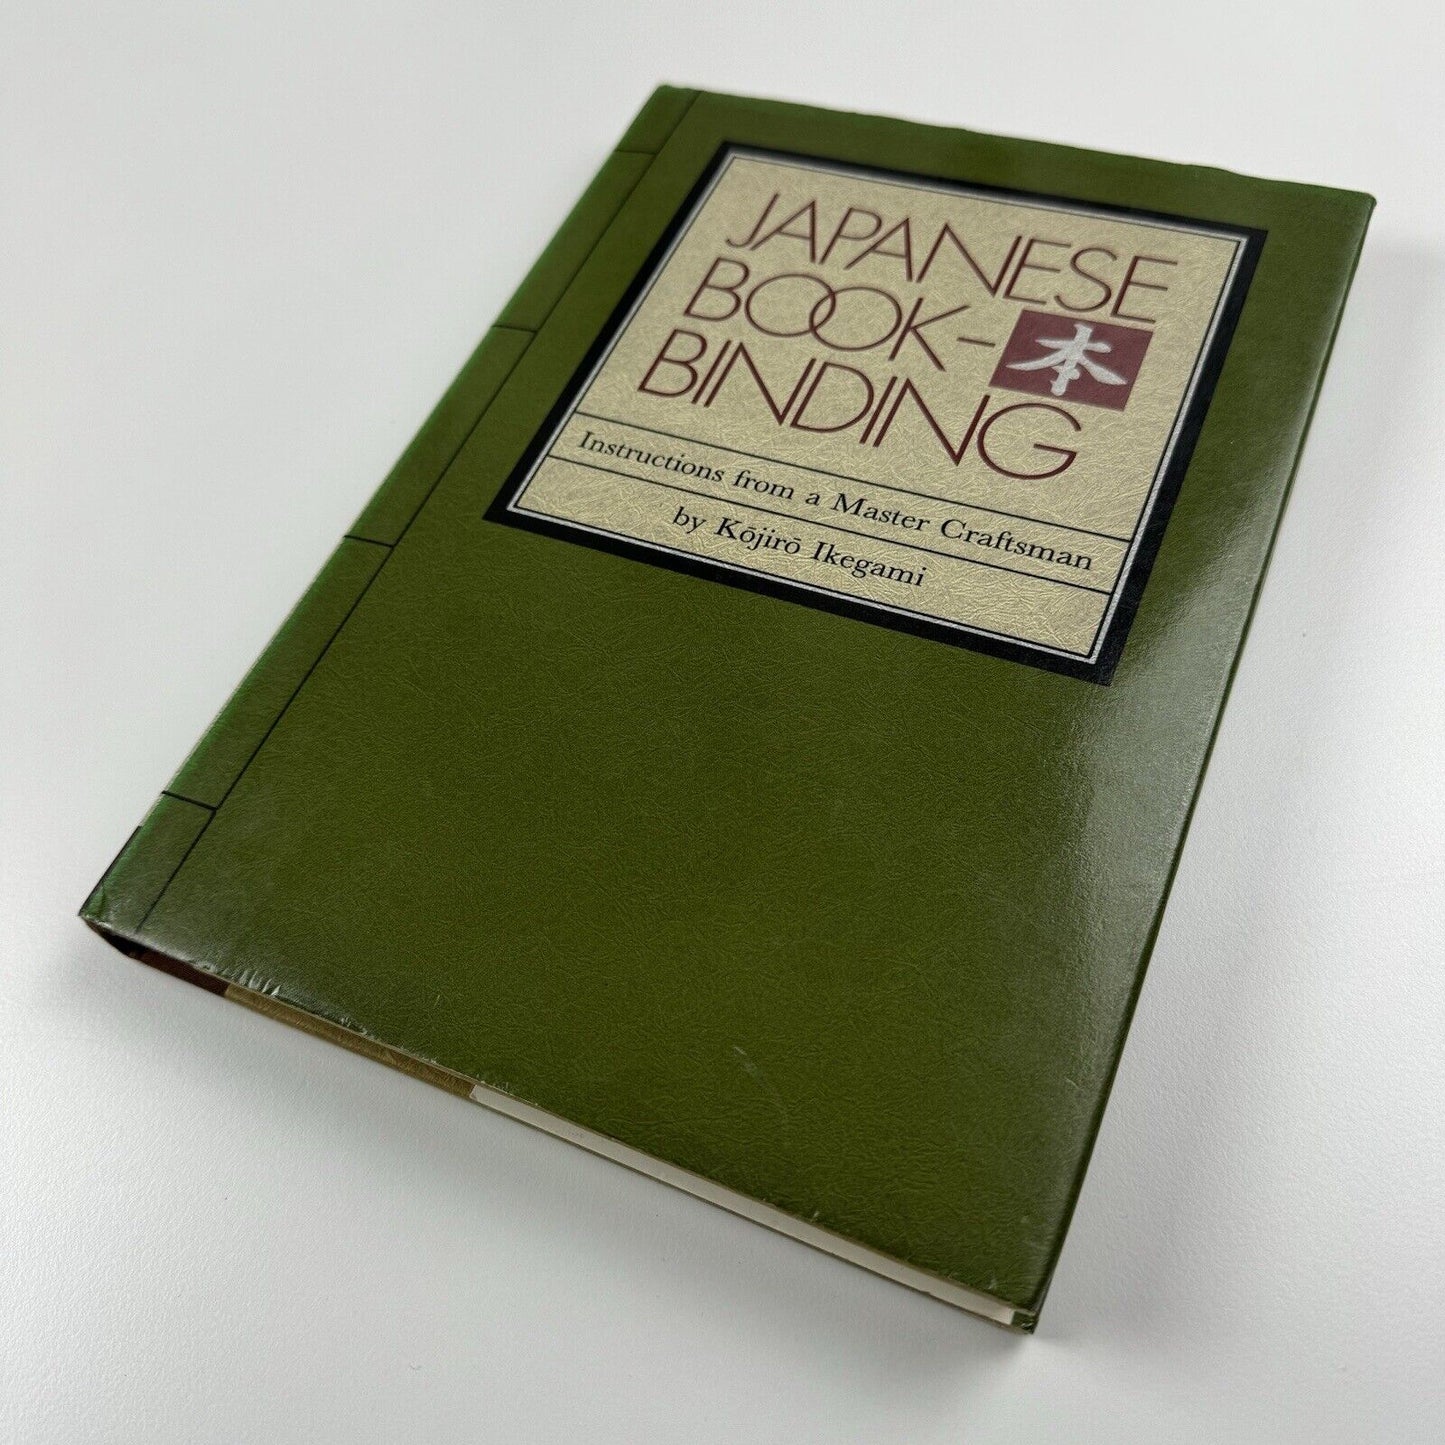 JAPANESE
BOOK-
本
BINDING
Instructions from a Master Craftsman
by Kōjirō Ikegami